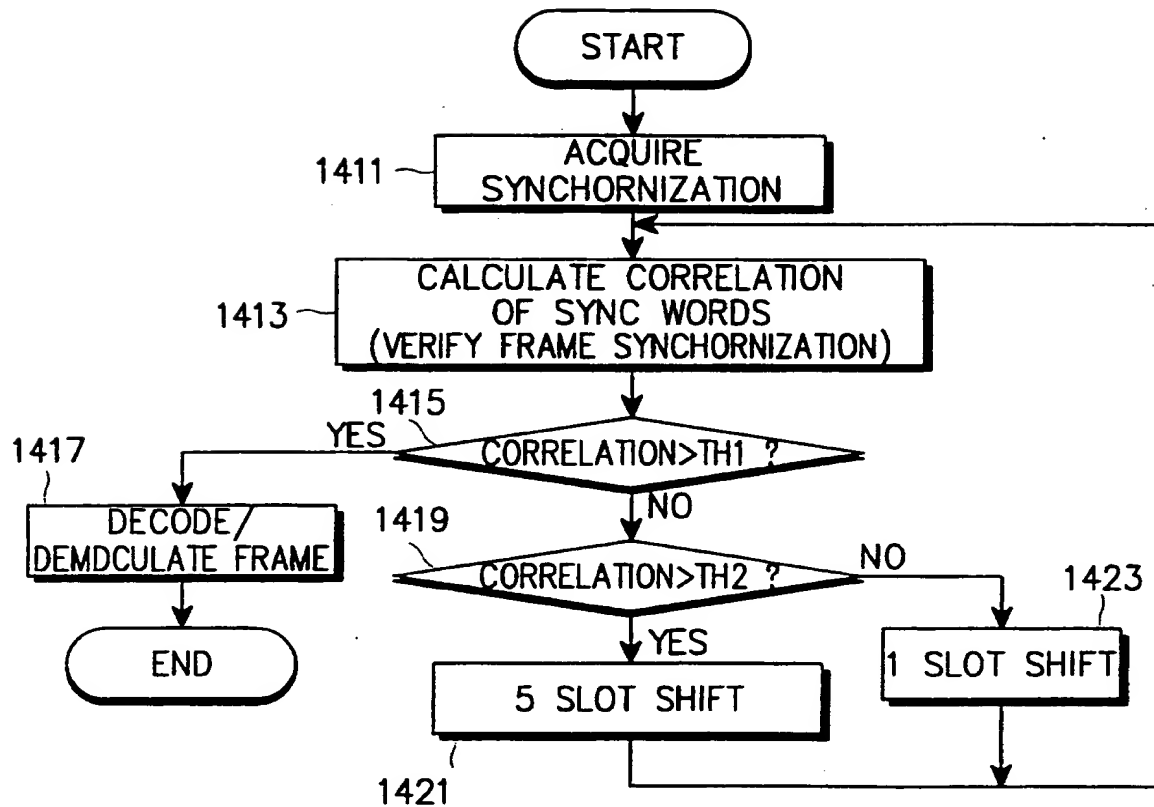 START
1411
ACQUIRE
SYNCHORNIZATION
1413
CALCULATE CORRELATION
OF SYNC WORDS
(VERIFY FRAME SYNCHORNIZATION)
1415
YES
CORRELATION>TH1 ?
1417
NO
DECODE/
DEMDCULATE FRAME
1419
CORRELATION>TH2 ?
NO
1423
END
YES
1 SLOT SHIFT
5 SLOT SHIFT
1421